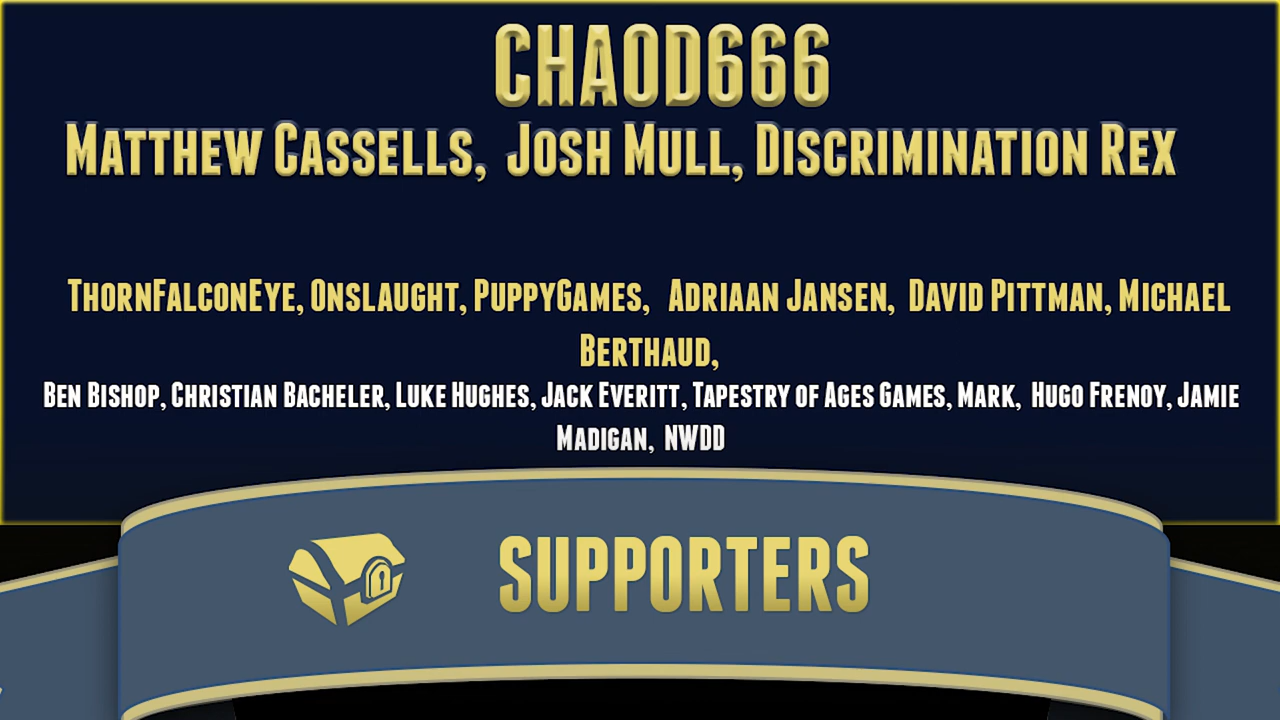 CHAOD666
MATTHEW CASSELLS, JOSH MULL, DISCRIMINATION REX
THORNFALCONEYE, ONSLAUGHT, PUPPYGAMES, ADRIAAN JANSEN, DAVID PITTMAN, MICHAEL
BERTHAUD,
BEN BISHOP, CHRISTIAN BACHELER, LUKE HUGHES, JACK EVERITT, TAPESTRY OF AGES GAMES, MARK, HUGO FRENOY, JAMIE
MADIGAN, NWDD
SUPPORTERS